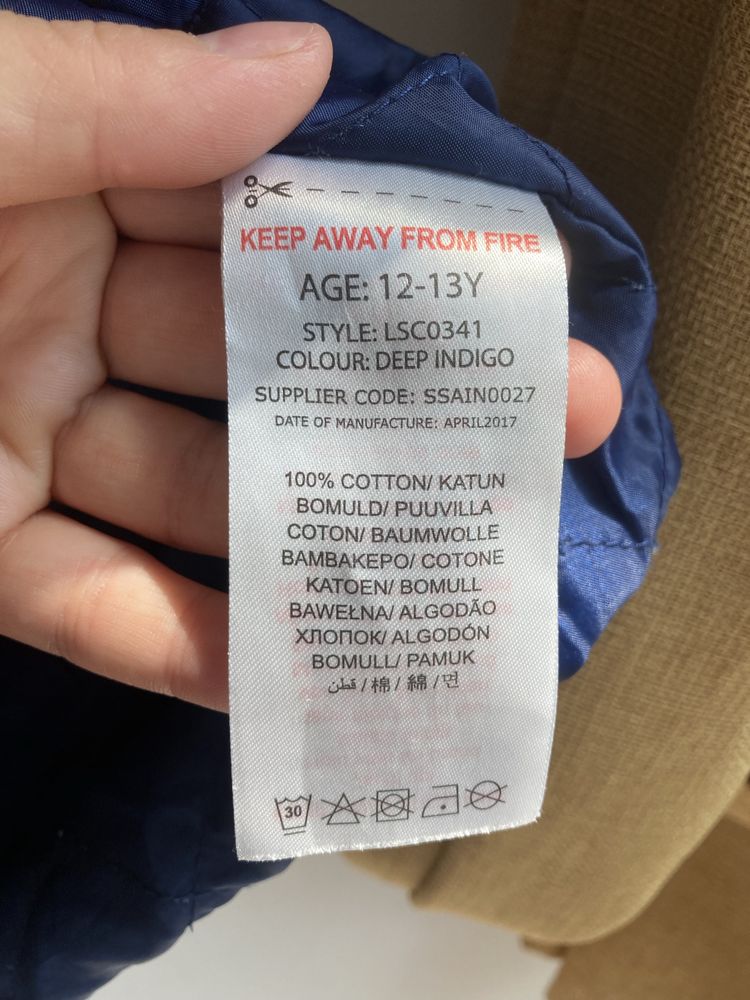 KEEP AWAY FROM FIRE
AGE: 12-13Y
STYLE: LSC0341
COLOUR: DEEP INDIGO
SUPPLIER CODE: SSAIN0027
DATE OF MANUFACTURE: APRIL2017
100% COTTON/ KATUN
BOMULD/ PUUVILLA
COTON/ BAUMWOLLE
ΒΑΜΒΑΚΕΡΟ/ COTONE
KATOEN/ BOMULL
BAWEŁNA/ ALGODÃO
ХЛОПОК/ ALGODÓN
BOMULL/ PAMUK
قطن / 棉 / 綿 / 면
30